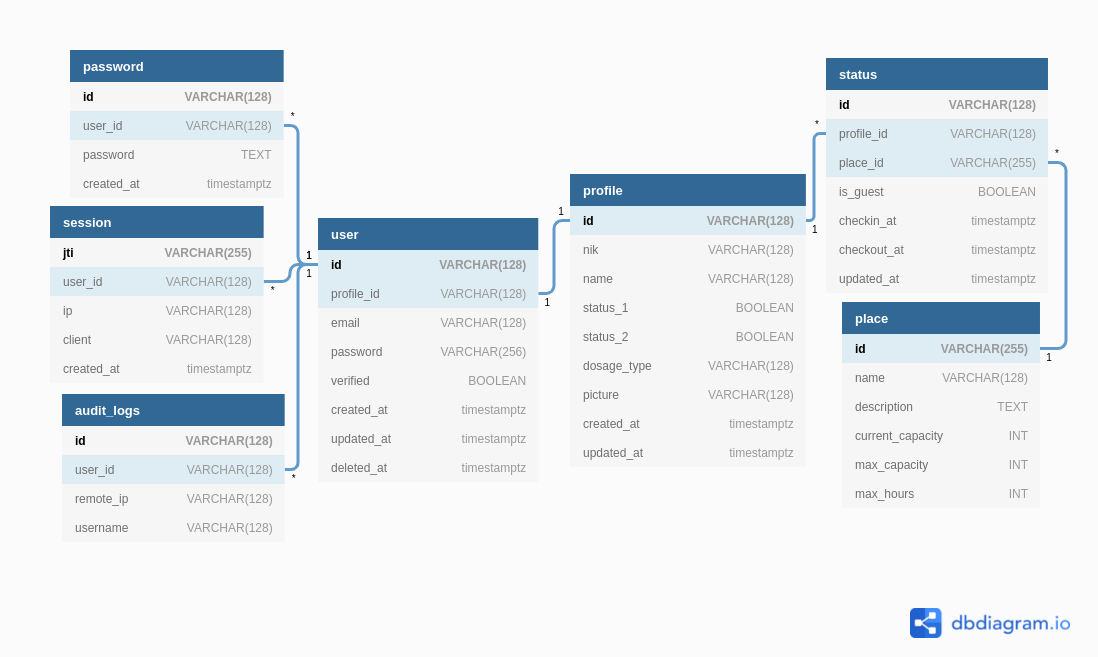 password
id VARCHAR(128)
user_id VARCHAR(128)
password TEXT
created_at timestamptz
*
session
jti VARCHAR(255)
user_id VARCHAR(128)
ip VARCHAR(128)
client VARCHAR(128)
created_at timestamptz
*
audit_logs
id VARCHAR(128)
user_id VARCHAR(128)
remote_ip VARCHAR(128)
username VARCHAR(128)
*
1
1
user
id VARCHAR(128)
profile_id VARCHAR(128)
email VARCHAR(128)
password VARCHAR(256)
verified BOOLEAN
created_at timestamptz
updated_at timestamptz
deleted_at timestamptz
1
1
profile
id VARCHAR(128)
nik VARCHAR(128)
name VARCHAR(128)
status_1 BOOLEAN
status_2 BOOLEAN
dosage_type VARCHAR(128)
picture VARCHAR(128)
created_at timestamptz
updated_at timestamptz
1
*
status
id VARCHAR(128)
profile_id VARCHAR(128)
place_id VARCHAR(255)
is_guest BOOLEAN
checkin_at timestamptz
checkout_at timestamptz
updated_at timestamptz
*
place
id VARCHAR(255)
name VARCHAR(128)
description TEXT
current_capacity INT
max_capacity INT
max_hours INT
1
dbdiagram.io